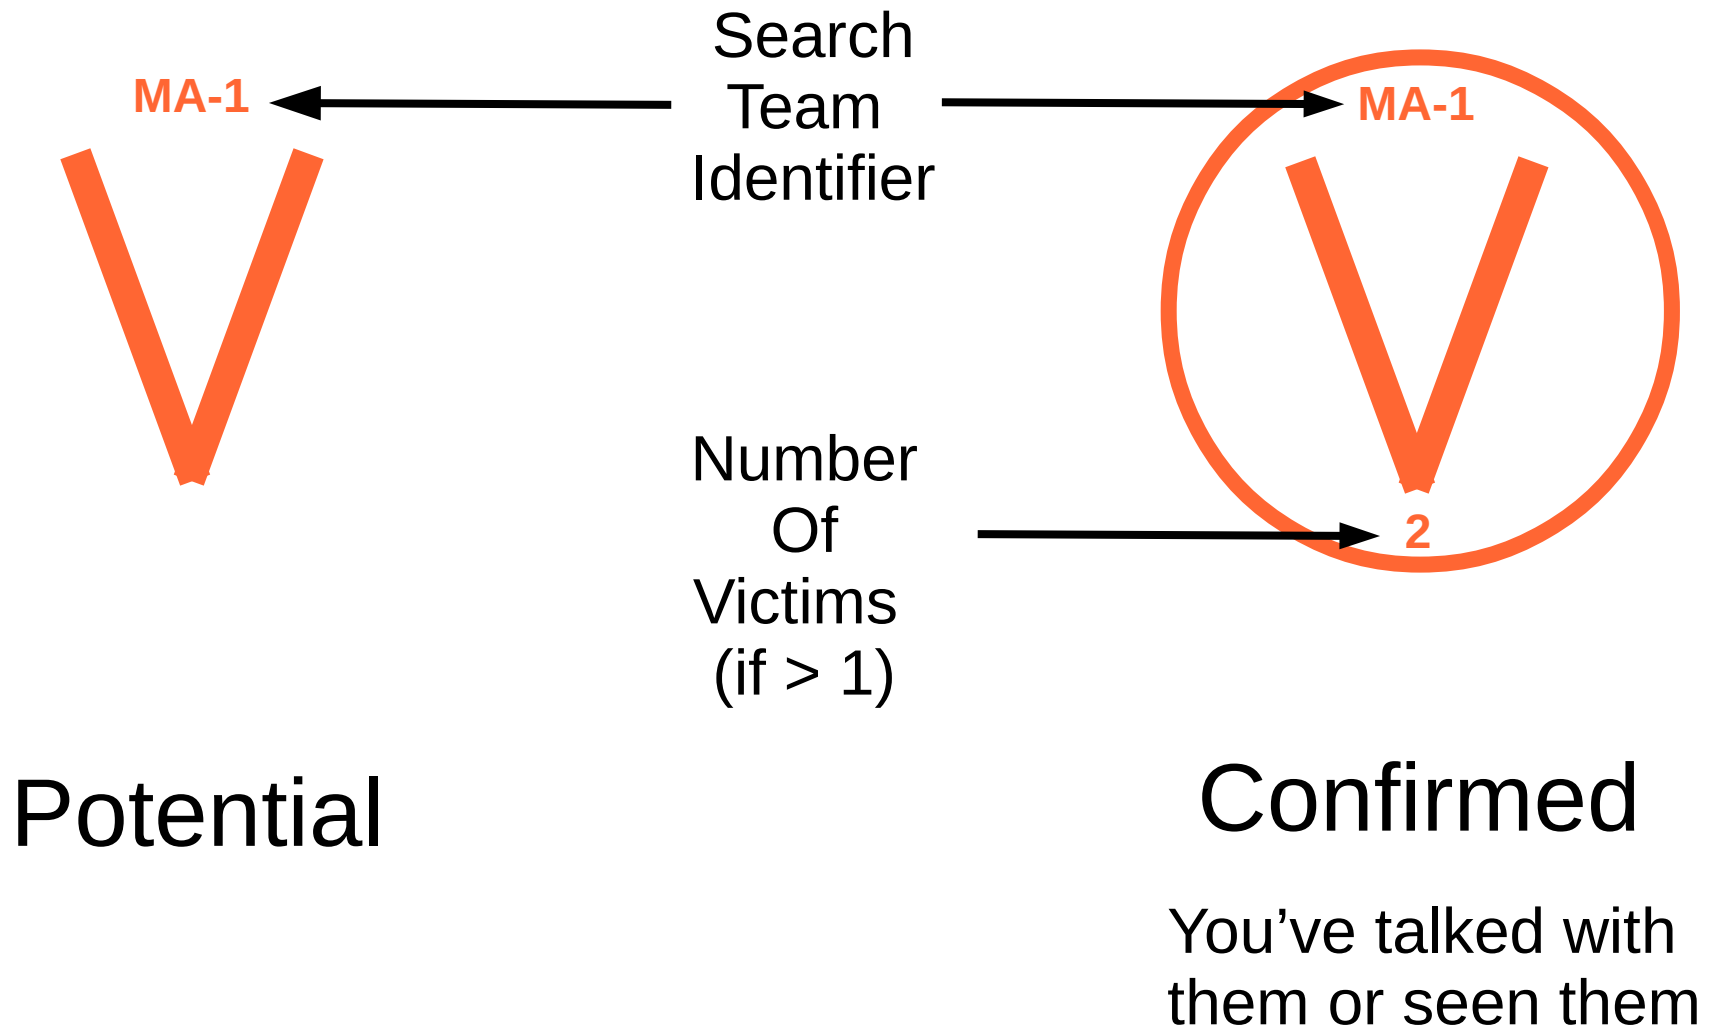 Search
Team
Identifier
MA-1
MA-1
Number
Of
Victims
(if > 1)
2
Potential
Confirmed
You’ve talked with
them or seen them